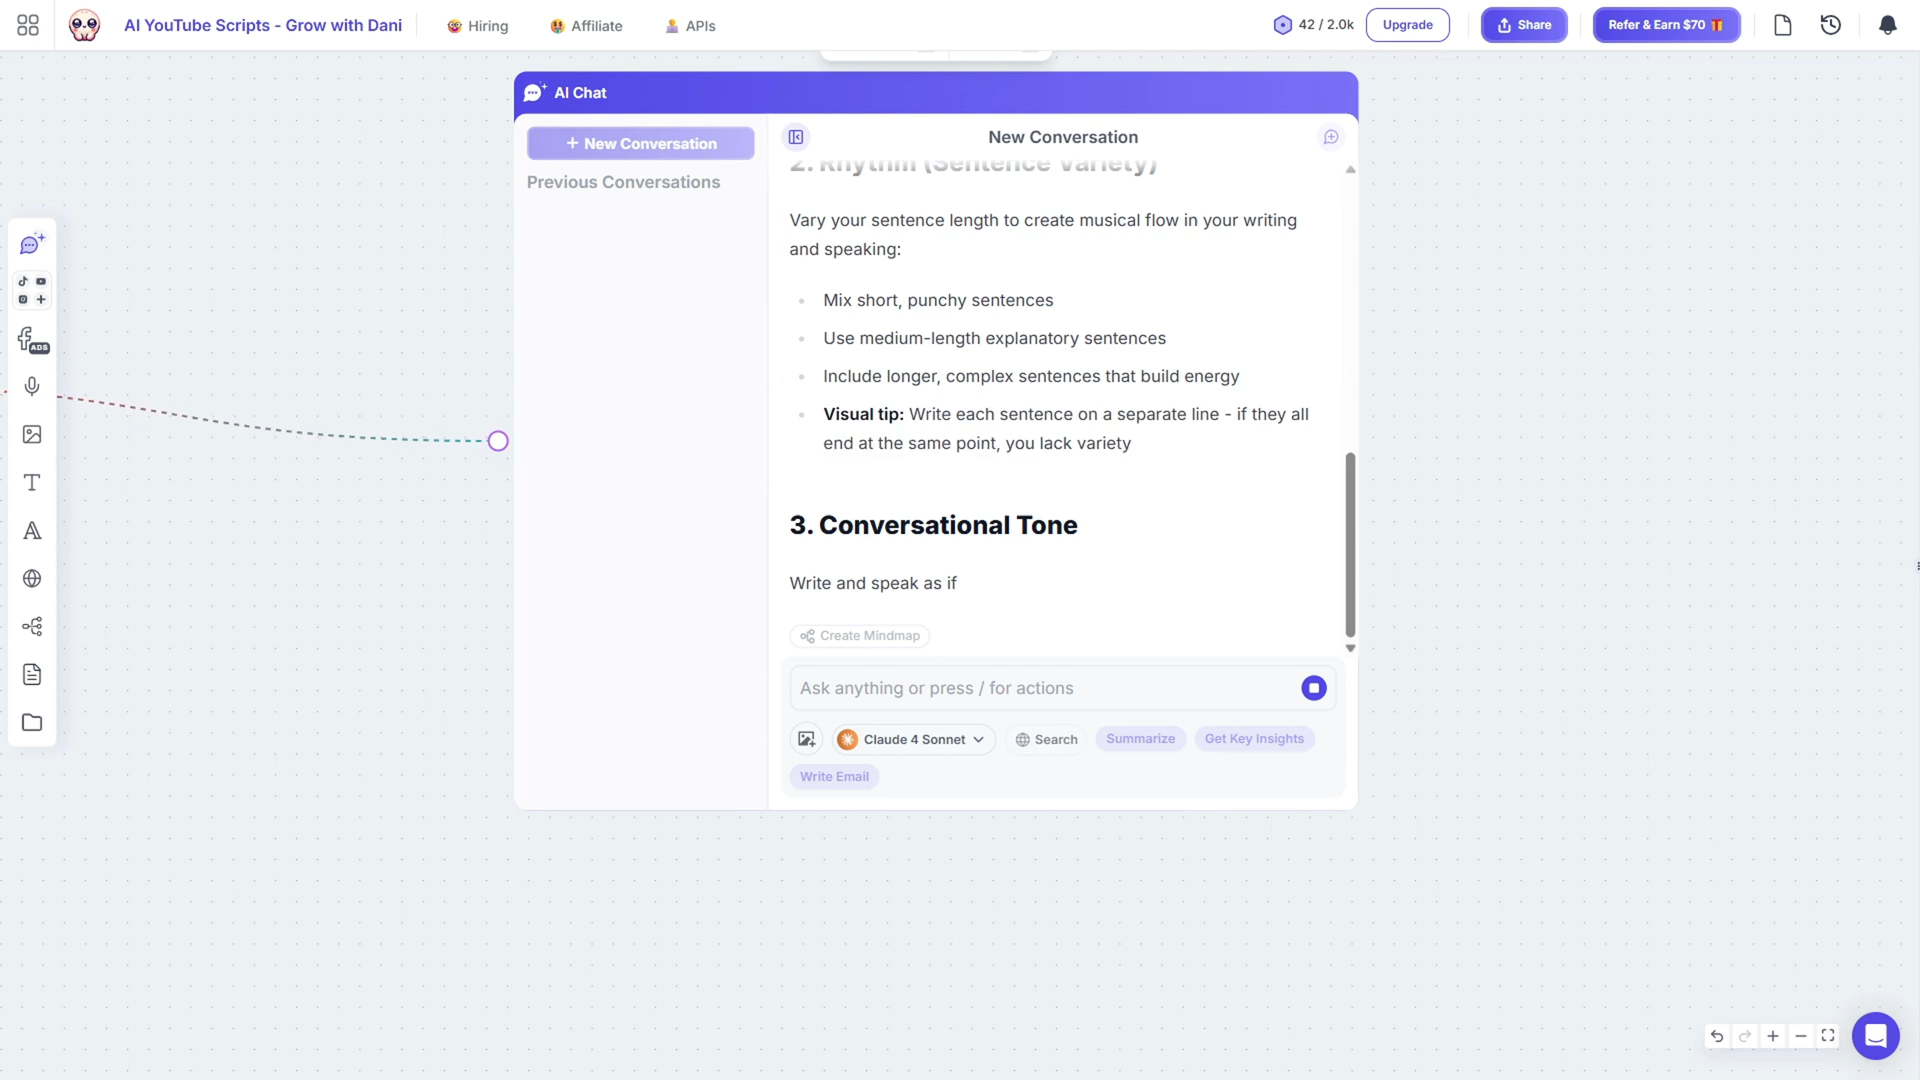 AI YouTube Scripts - Grow with Dani
Hiring
Affiliate
APIs
42 / 2.0k
Upgrade
Share
Refer & Earn $70
AI Chat
+ New Conversation
Previous Conversations
New Conversation
2. Rhythm (Sentence Variety)
Vary your sentence length to create musical flow in your writing
and speaking:
Mix short, punchy sentences
Use medium-length explanatory sentences
Include longer, complex sentences that build energy
Visual tip: Write each sentence on a separate line - if they all
end at the same point, you lack variety
3. Conversational Tone
Write and speak as if
Create Mindmap
Ask anything or press / for actions
Claude 4 Sonnet
Search
Summarize
Get Key Insights
Write Email
ADS